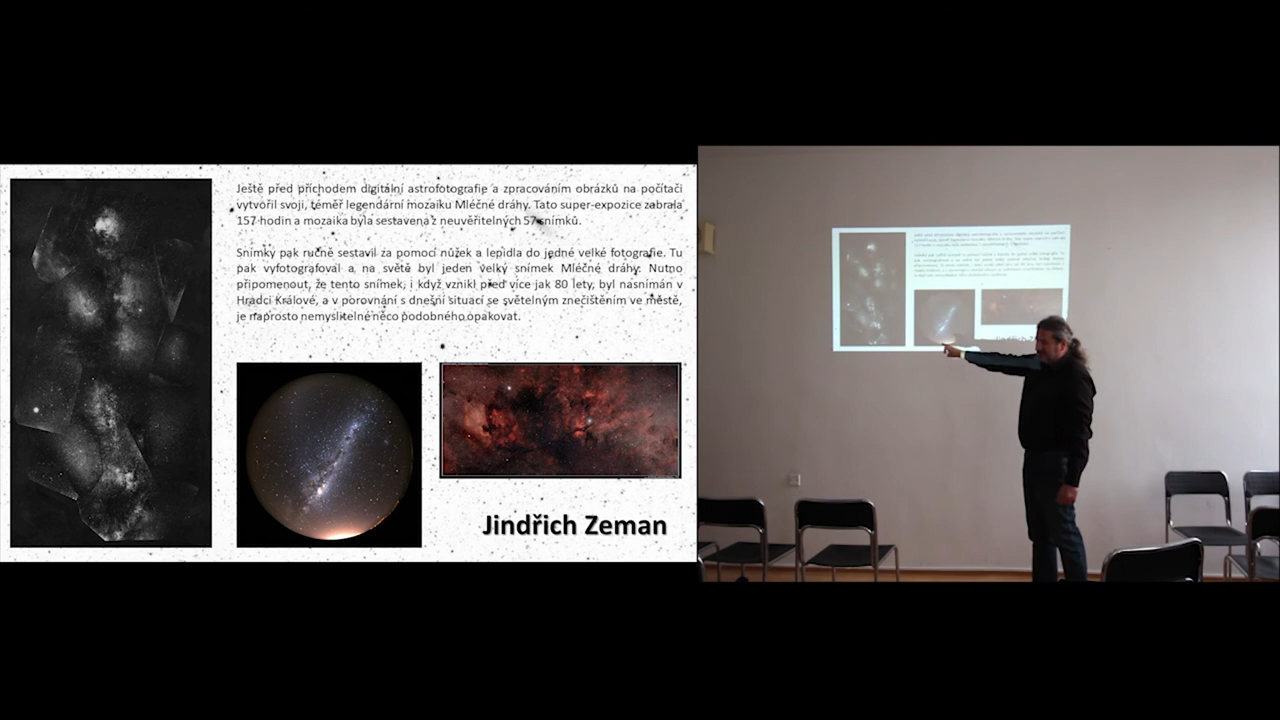 Ještě před příchodem digitální astrofotografie a zpracováním obrázků na počítači
vytvořil svoji, téměř legendární mozaiku Mléčné dráhy. Tato super-expozice zabrala
157 hodin a mozaika byla sestavena z neuvěřitelných 57 snímků.
Snímky pak ručně sestavil za pomocí nůžek a lepidla do jedné velké fotografie. Tu
pak vyfotografoval a na světě byl jeden velký snímek Mléčné dráhy. Nutno
připomenout, že tento snímek, i když vznikl před více jak 80 lety, byl nasnímán v
Hradci Králové, a v porovnání s dnešní situací se světelným znečištěním ve městě,
je naprosto nemyslitelné něco podobného opakovat.
Jindřich Zeman